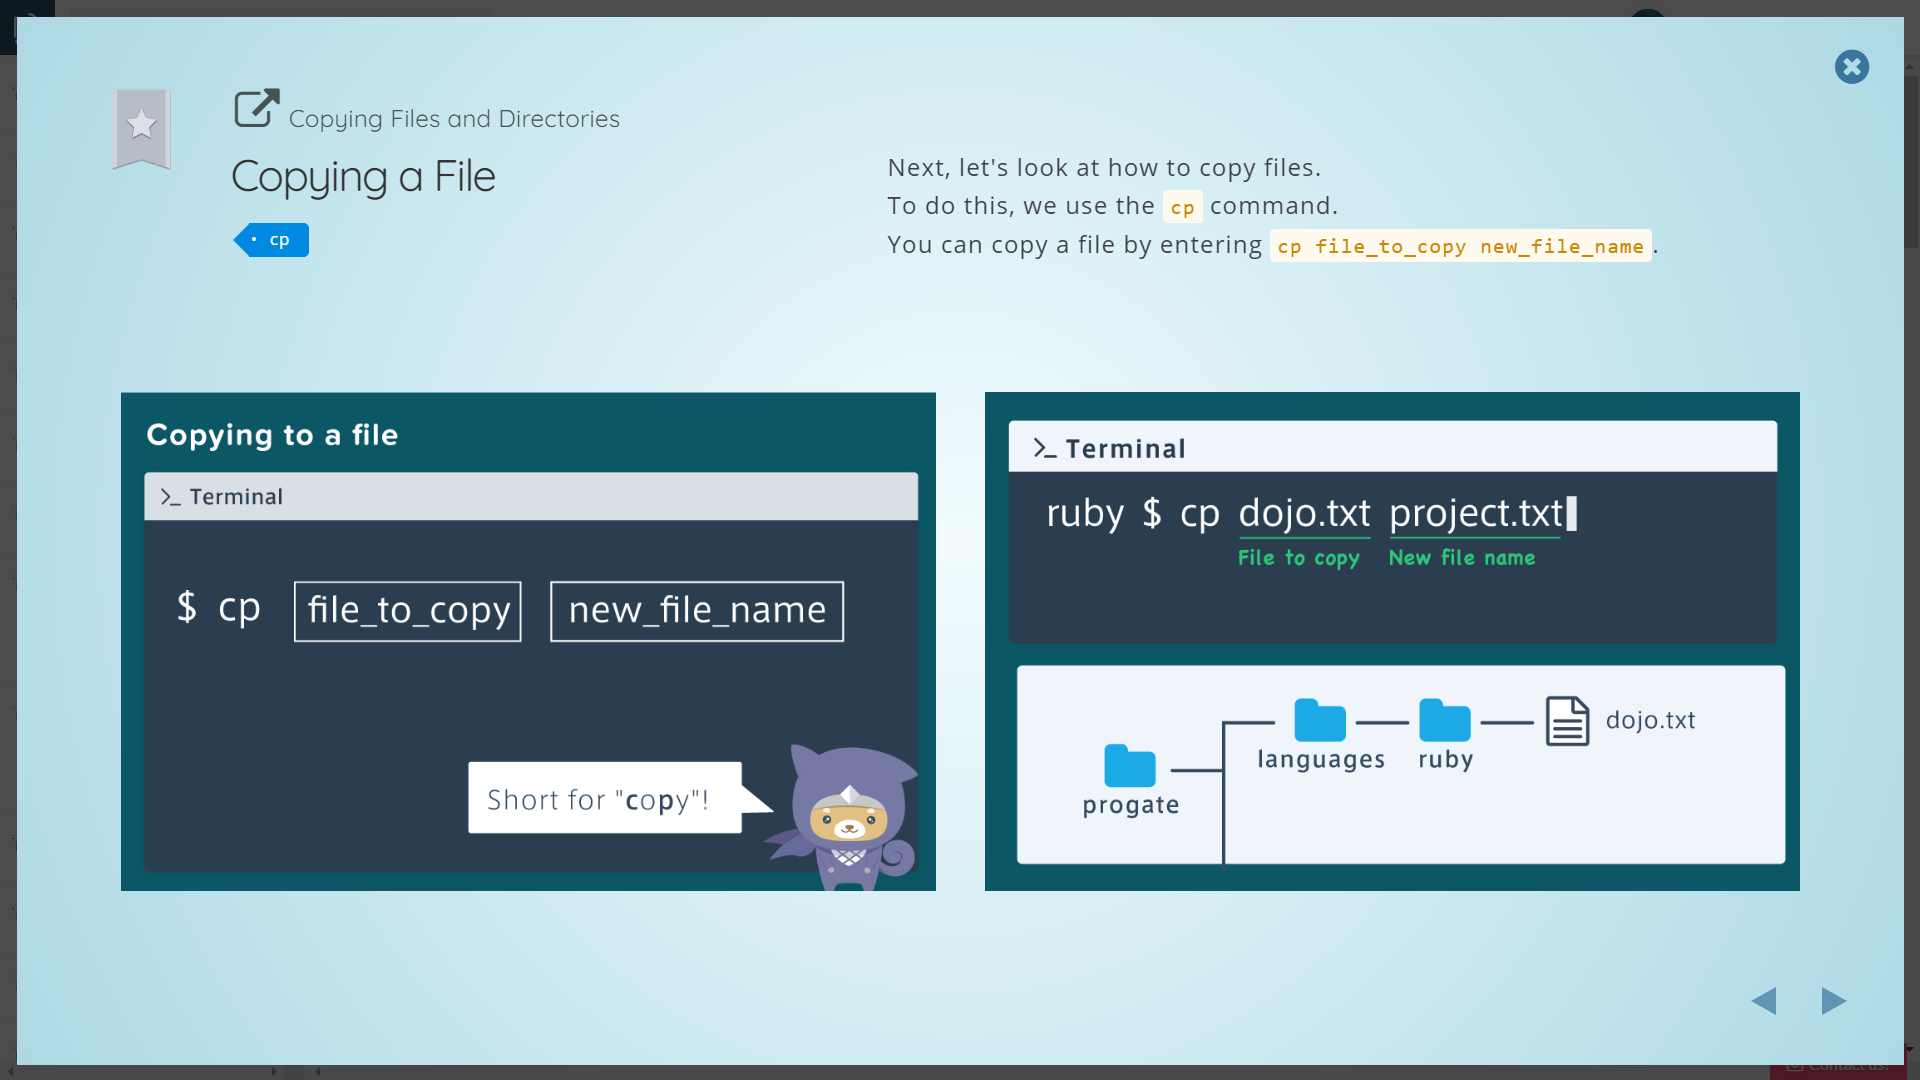 Copying Files and Directories
Copying a File
cp
Next, let's look at how to copy files.
To do this, we use the cp command.
You can copy a file by entering cp file_to_copy new_file_name.
Copying to a file
>_ Terminal
$ cp file_to_copy new_file_name
Short for "copy"!
>_ Terminal
ruby $ cp dojo.txt project.txt
File to copy New file name
dojo.txt
languages ruby
progate
Contact us!